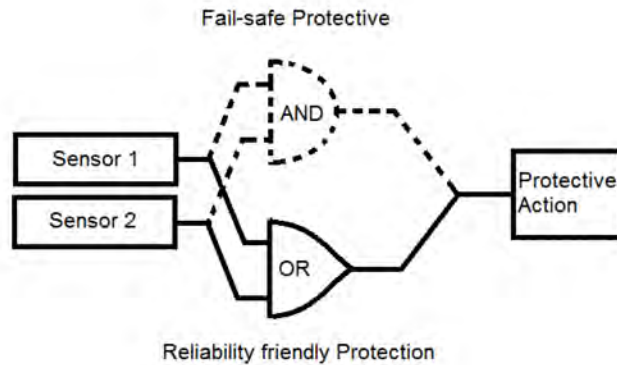 Fail-safe Protective
AND
Sensor 1
Sensor 2
Protective
Action
OR
Reliability friendly Protection